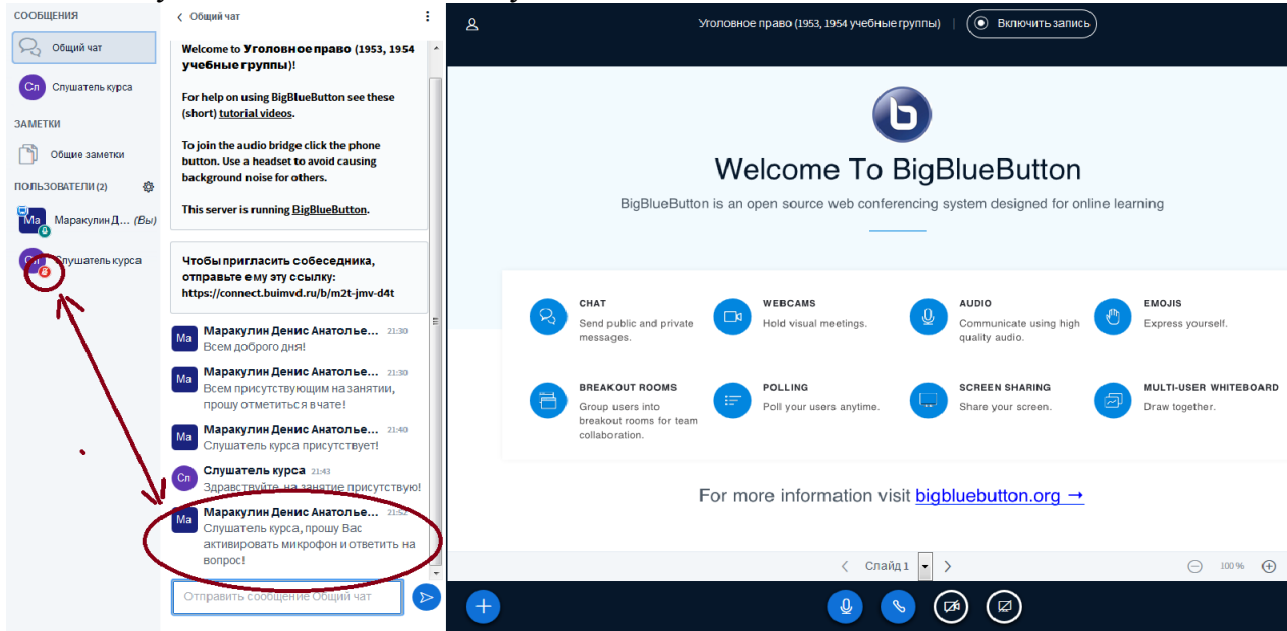 СООБЩЕНИЯ
Общий чат
Сл
Слушатель курса
ЗАМЕТКИ
Общие заметки
ПОЛЬЗОВАТЕЛИ (2)
Ма
Маракулин Д... (Вы)
Слушатель курса
Общий чат
Welcome to Уголовное право (1953, 1954
учебные группы)!
For help on using BigBlueButton see these
(short) tutorial videos.
To join the audio bridge click the phone
button. Use a headset to avoid causing
background noise for others.
This server is running BigBlueButton.
Чтобы пригласить собеседника,
отправьте ему эту ссылку:
https://connect.buimvd.ru/b/m2t-jmv-d4t
Ма
Маракулин Денис Анатолье... 21:30
Всем доброго дня!
Ма
Маракулин Денис Анатолье... 21:30
Всем присутствующим на занятии,
прошу отметиться в чате!
Ма
Маракулин Денис Анатолье... 21:40
Слушатель курса присутствует!
Сл
Слушатель курса 21:43
Здравствуйте, на занятие присутствую!
Ма
Маракулин Денис Анатолье... 21:52
Слушатель курса, прошу Вас
активировать микрофон и ответить на
вопрос!
Отправить сообщение Общий чат
Уголовное право (1953, 1954 учебные группы)
Включить запись
Welcome To BigBlueButton
BigBlueButton is an open source web conferencing system designed for online learning
CHAT
Send public and private
messages.
WEBCAMS
Hold visual meetings.
AUDIO
Communicate using high
quality audio.
EMOJIS
Express yourself.
BREAKOUT ROOMS
Group users into
breakout rooms for team
collaboration.
POLLING
Poll your users anytime.
SCREEN SHARING
Share your screen.
MULTI-USER WHITEBOARD
Draw together.
For more information visit bigbluebutton.org →
Слайд 1
100 %